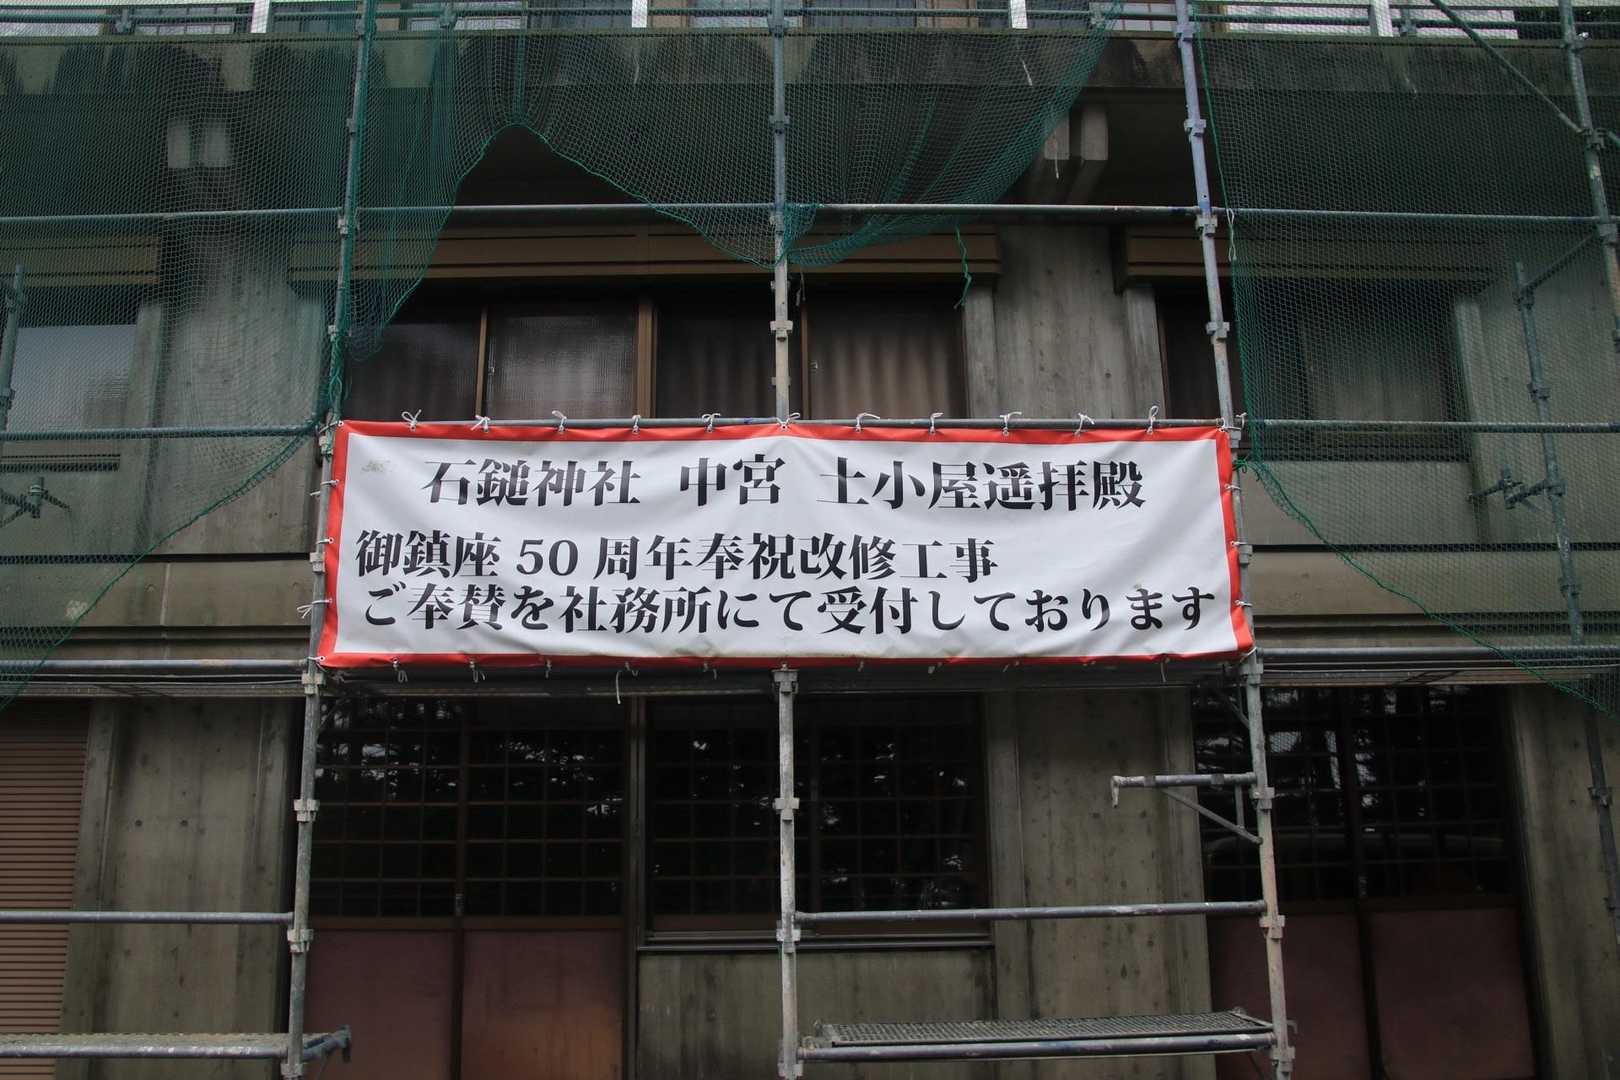 石鎚神社 中宮 土小屋遥拝殿
御鎮座 50 周年奉祝改修工事
ご奉賛を社務所にて受付しております